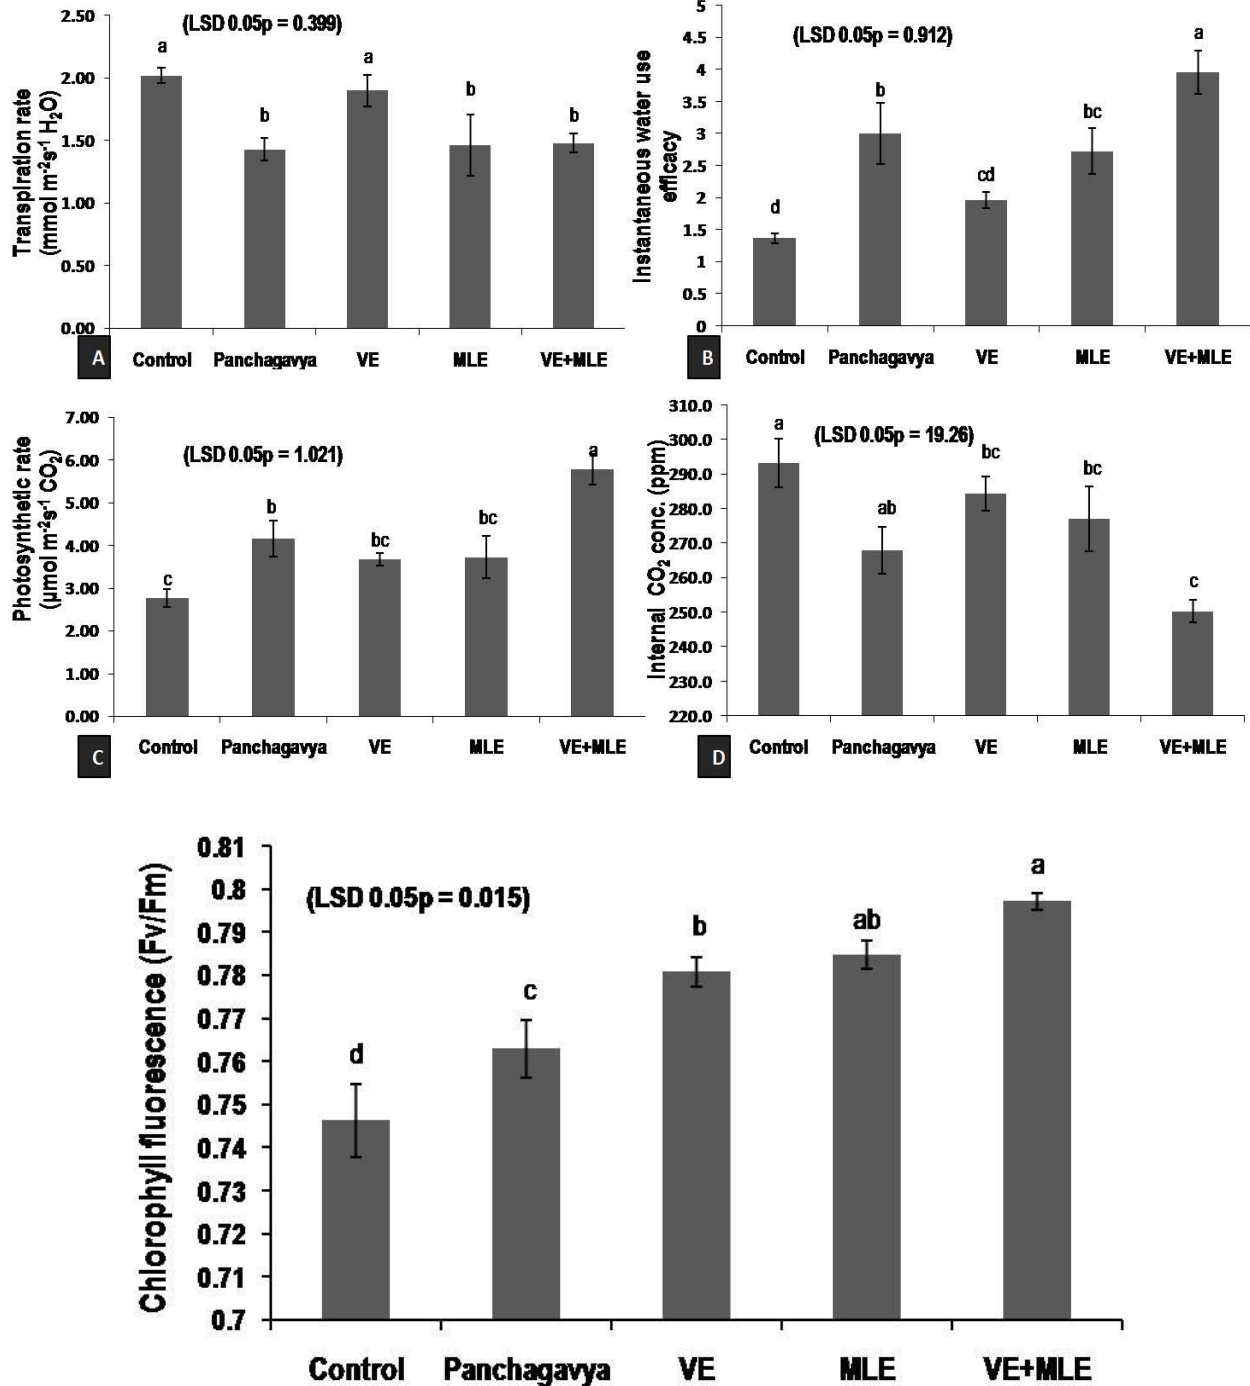 (LSD 0.05p = 0.399)
Transpiration rate
(mmol m⁻²s⁻¹ H₂O)
2.50
2.00
1.50
1.00
0.50
0.00
a
b
a
b
b
A
Control Panchagavya VE MLE VE+MLE
(LSD 0.05p = 0.912)
Instantaneous water use
efficacy
5
4.5
4
3.5
3
2.5
2
1.5
1
0.5
0
d
b
cd
bc
a
B
Control Panchagavya VE MLE VE+MLE
(LSD 0.05p = 1.021)
Photosynthetic rate
(µmol m⁻²s⁻¹ CO₂)
7.00
6.00
5.00
4.00
3.00
2.00
1.00
0.00
c
b
bc
bc
a
C
Control Panchagavya VE MLE VE+MLE
(LSD 0.05p = 19.26)
Internal CO₂ conc. (ppm)
310.0
300.0
290.0
280.0
270.0
260.0
250.0
240.0
230.0
220.0
a
ab
bc
bc
c
D
Control Panchagavya VE MLE VE+MLE
(LSD 0.05p = 0.015)
Chlorophyll fluorescence (Fv/Fm)
0.81
0.8
0.79
0.78
0.77
0.76
0.75
0.74
0.73
0.72
0.71
0.7
d
c
b
ab
a
Control Panchagavya VE MLE VE+MLE